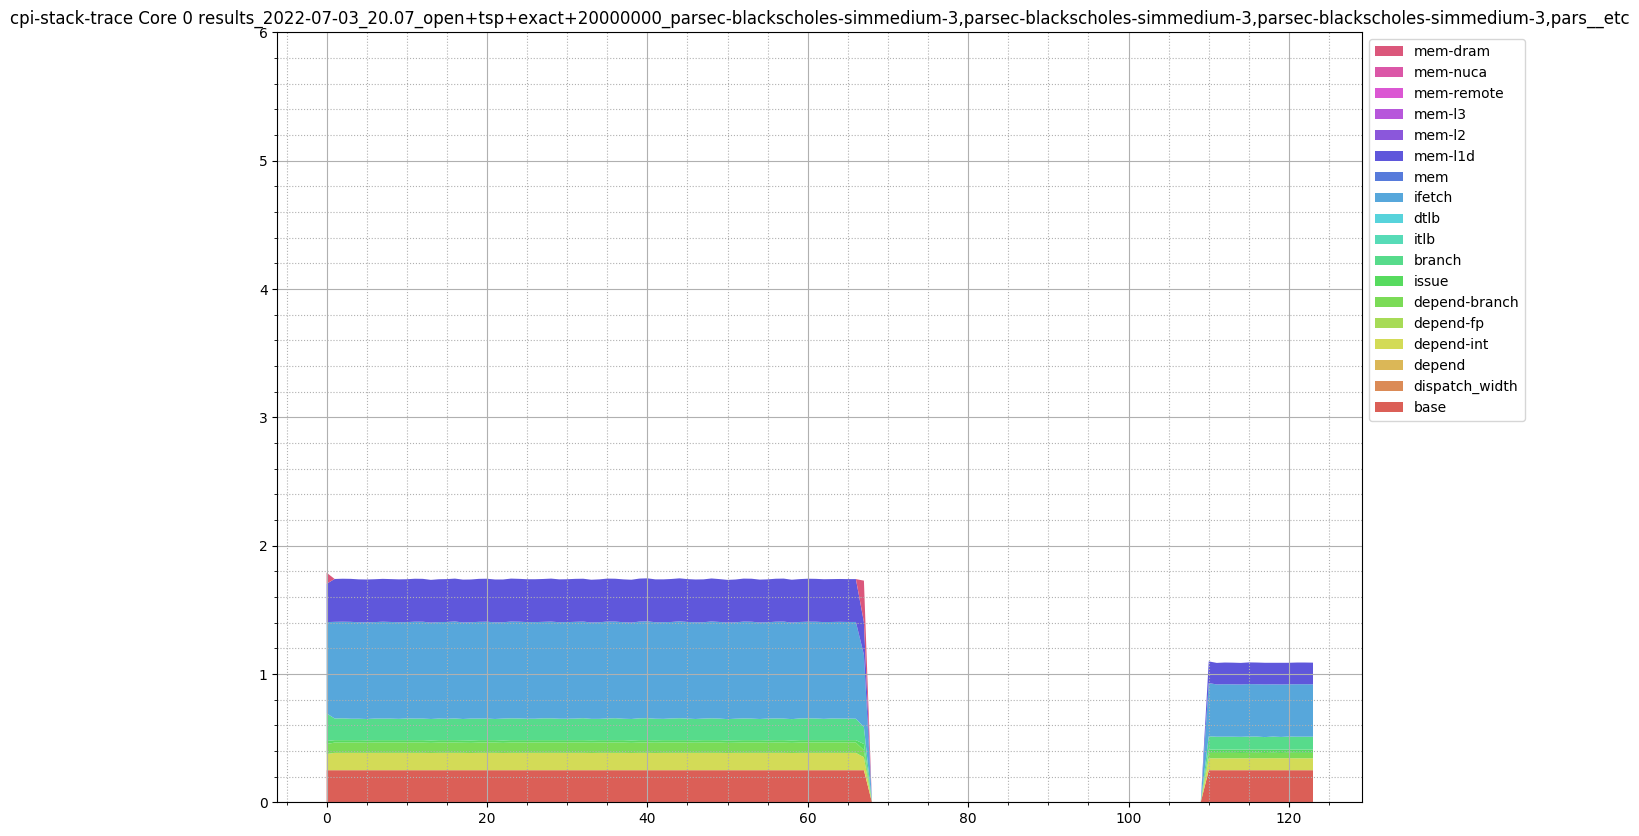 cpi-stack-trace Core 0 results_2022-07-03_20.07_open+tsp+exact+20000000_parsec-blackscholes-simmedium-3,parsec-blackscholes-simmedium-3,parsec-blackscholes-simmedium-3,pars__etc
6
5
4
3
2
1
0
0 20 40 60 80 100 120
mem-dram
mem-nuca
mem-remote
mem-l3
mem-l2
mem-l1d
mem
ifetch
dtlb
itlb
branch
issue
depend-branch
depend-fp
depend-int
depend
dispatch_width
base